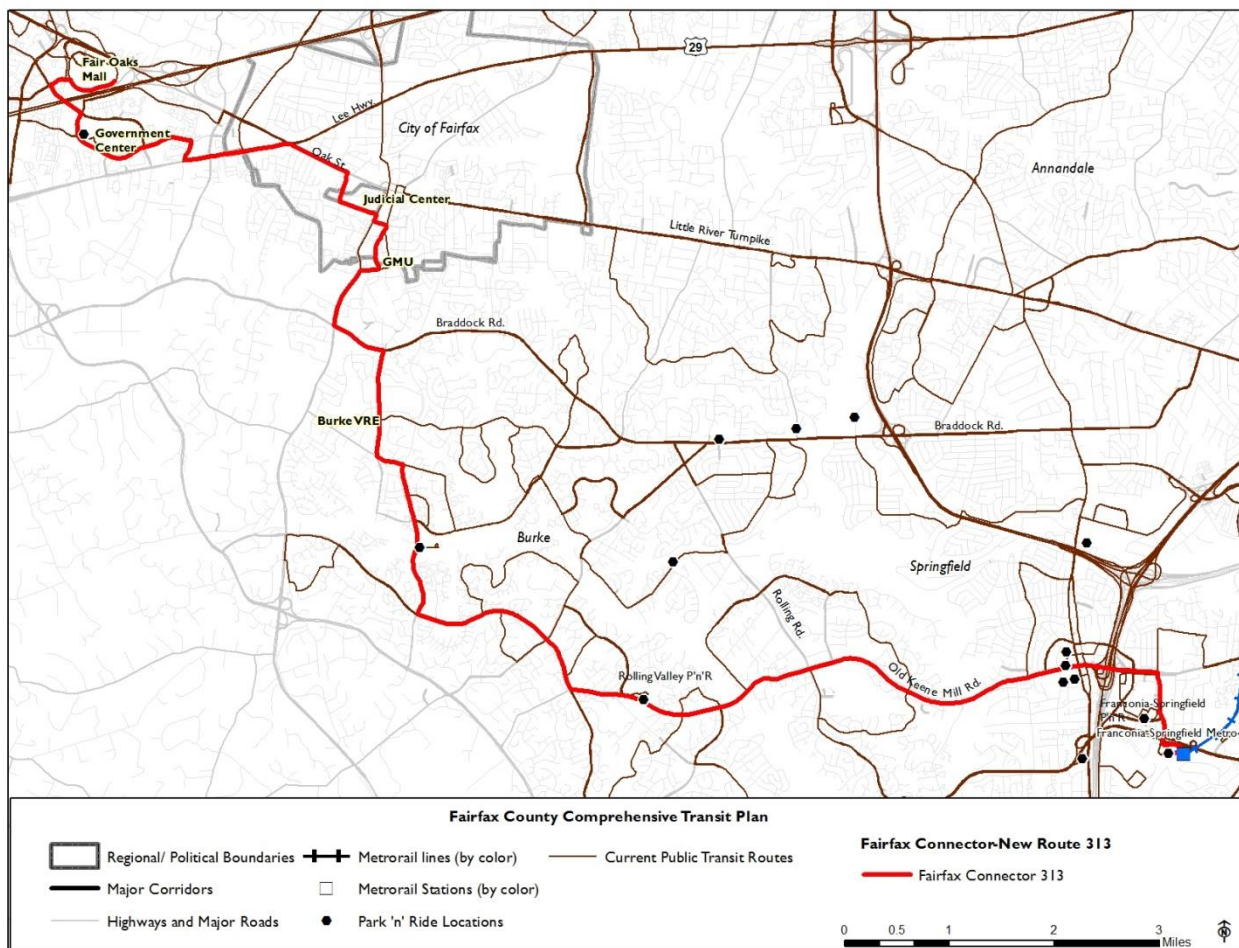 29
Fair Oaks
Mall
Lee Hwy.
City of Fairfax
Government
Center
Oak St.
Annandale
Judicial Center
Little River Turnpike
GMU
Braddock Rd.
Burke VRE
Braddock Rd.
Burke
Springfield
Rolling Rd.
Rolling Valley P'n'R
Old Keene Mill Rd.
Franconia-Springfield
P'n R
Franconia-Springfield Metro
Fairfax County Comprehensive Transit Plan
Regional/ Political Boundaries
Metrorail lines (by color)
Current Public Transit Routes
Fairfax Connector-New Route 313
Major Corridors
Metrorail Stations (by color)
Fairfax Connector 313
Highways and Major Roads
Park 'n' Ride Locations
0 0.5 1 2 3
Miles